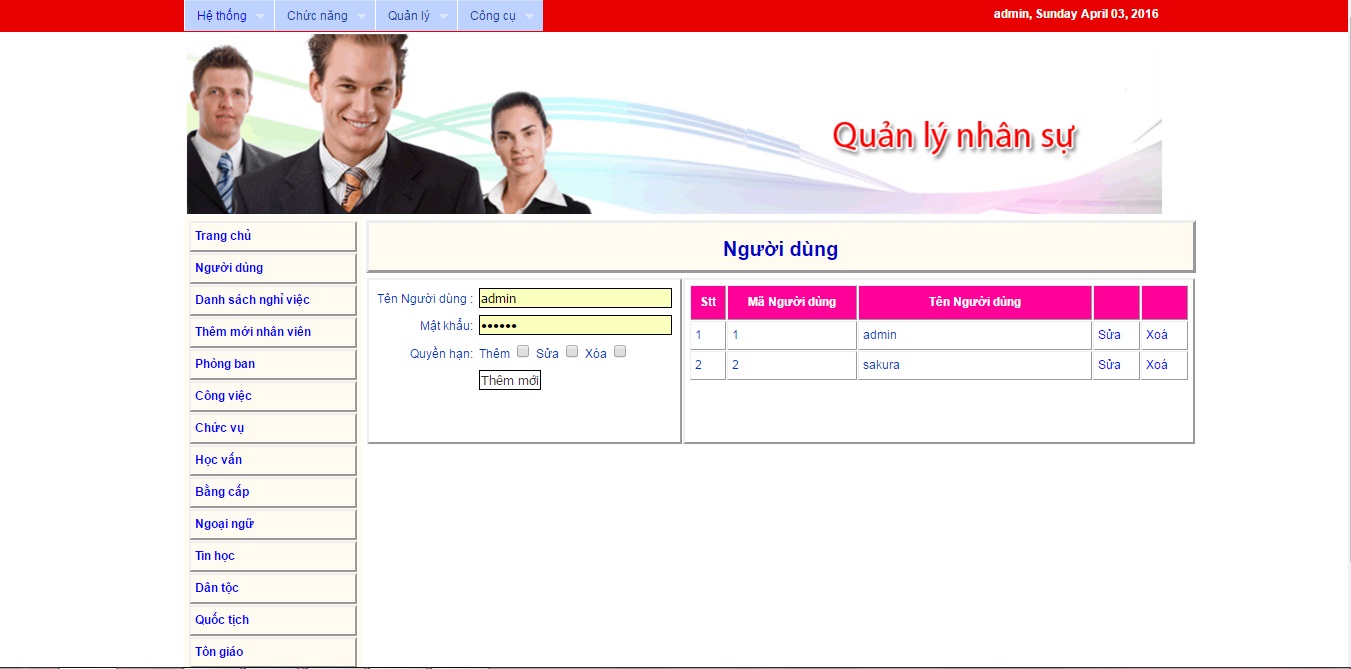 Hệ thống Chức năng Quản lý Công cụ admin, Sunday April 03, 2016
Quản lý nhân sự
Trang chủ
Người dùng
Danh sách nghỉ việc
Thêm mới nhân viên
Phòng ban
Công việc
Chức vụ
Học vấn
Bằng cấp
Ngoại ngữ
Tin học
Dân tộc
Quốc tịch
Tôn giáo
Người dùng
Tên Người dùng : admin
Mật khẩu: ••••••
Quyền hạn: Thêm Sửa Xóa
Thêm mới
Stt Mã Người dùng Tên Người dùng
1 1 admin Sửa Xoá
2 2 sakura Sửa Xoá